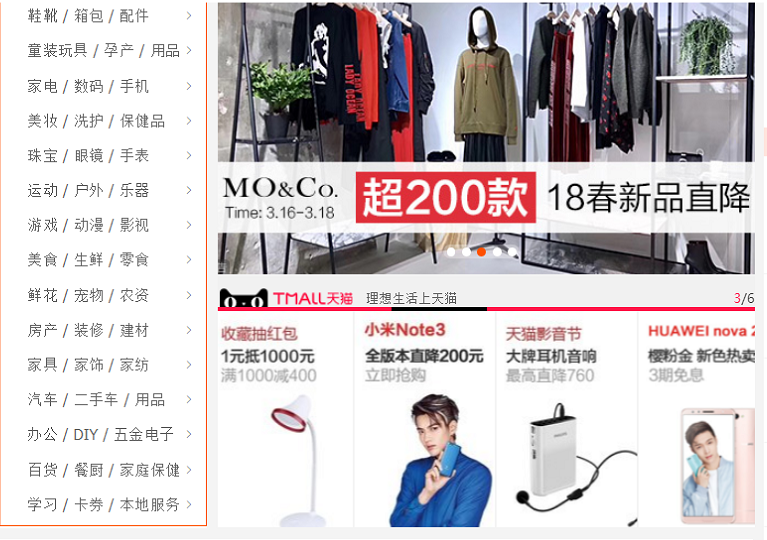 鞋靴 / 箱包 / 配件
童装玩具 / 孕产 / 用品
家电 / 数码 / 手机
美妆 / 洗护 / 保健品
珠宝 / 眼镜 / 手表
运动 / 户外 / 乐器
游戏 / 动漫 / 影视
美食 / 生鲜 / 零食
鲜花 / 宠物 / 农资
房产 / 装修 / 建材
家具 / 家饰 / 家纺
汽车 / 二手车 / 用品
办公 / DIY / 五金电子
百货 / 餐厨 / 家庭保健
学习 / 卡券 / 本地服务
LADY OCEAN
MO&Co.
Time: 3.16-3.18
超200款
18春新品直降
TMALL天猫 理想生活上天猫 3/6
收藏抽红包
1元抵1000元
满1000减400
小米Note3
全版本直降200元
立即抢购
天猫影音节
大牌耳机音响
最高直降760
HUAWEI nova 2
樱粉金 新色热卖
3期免息